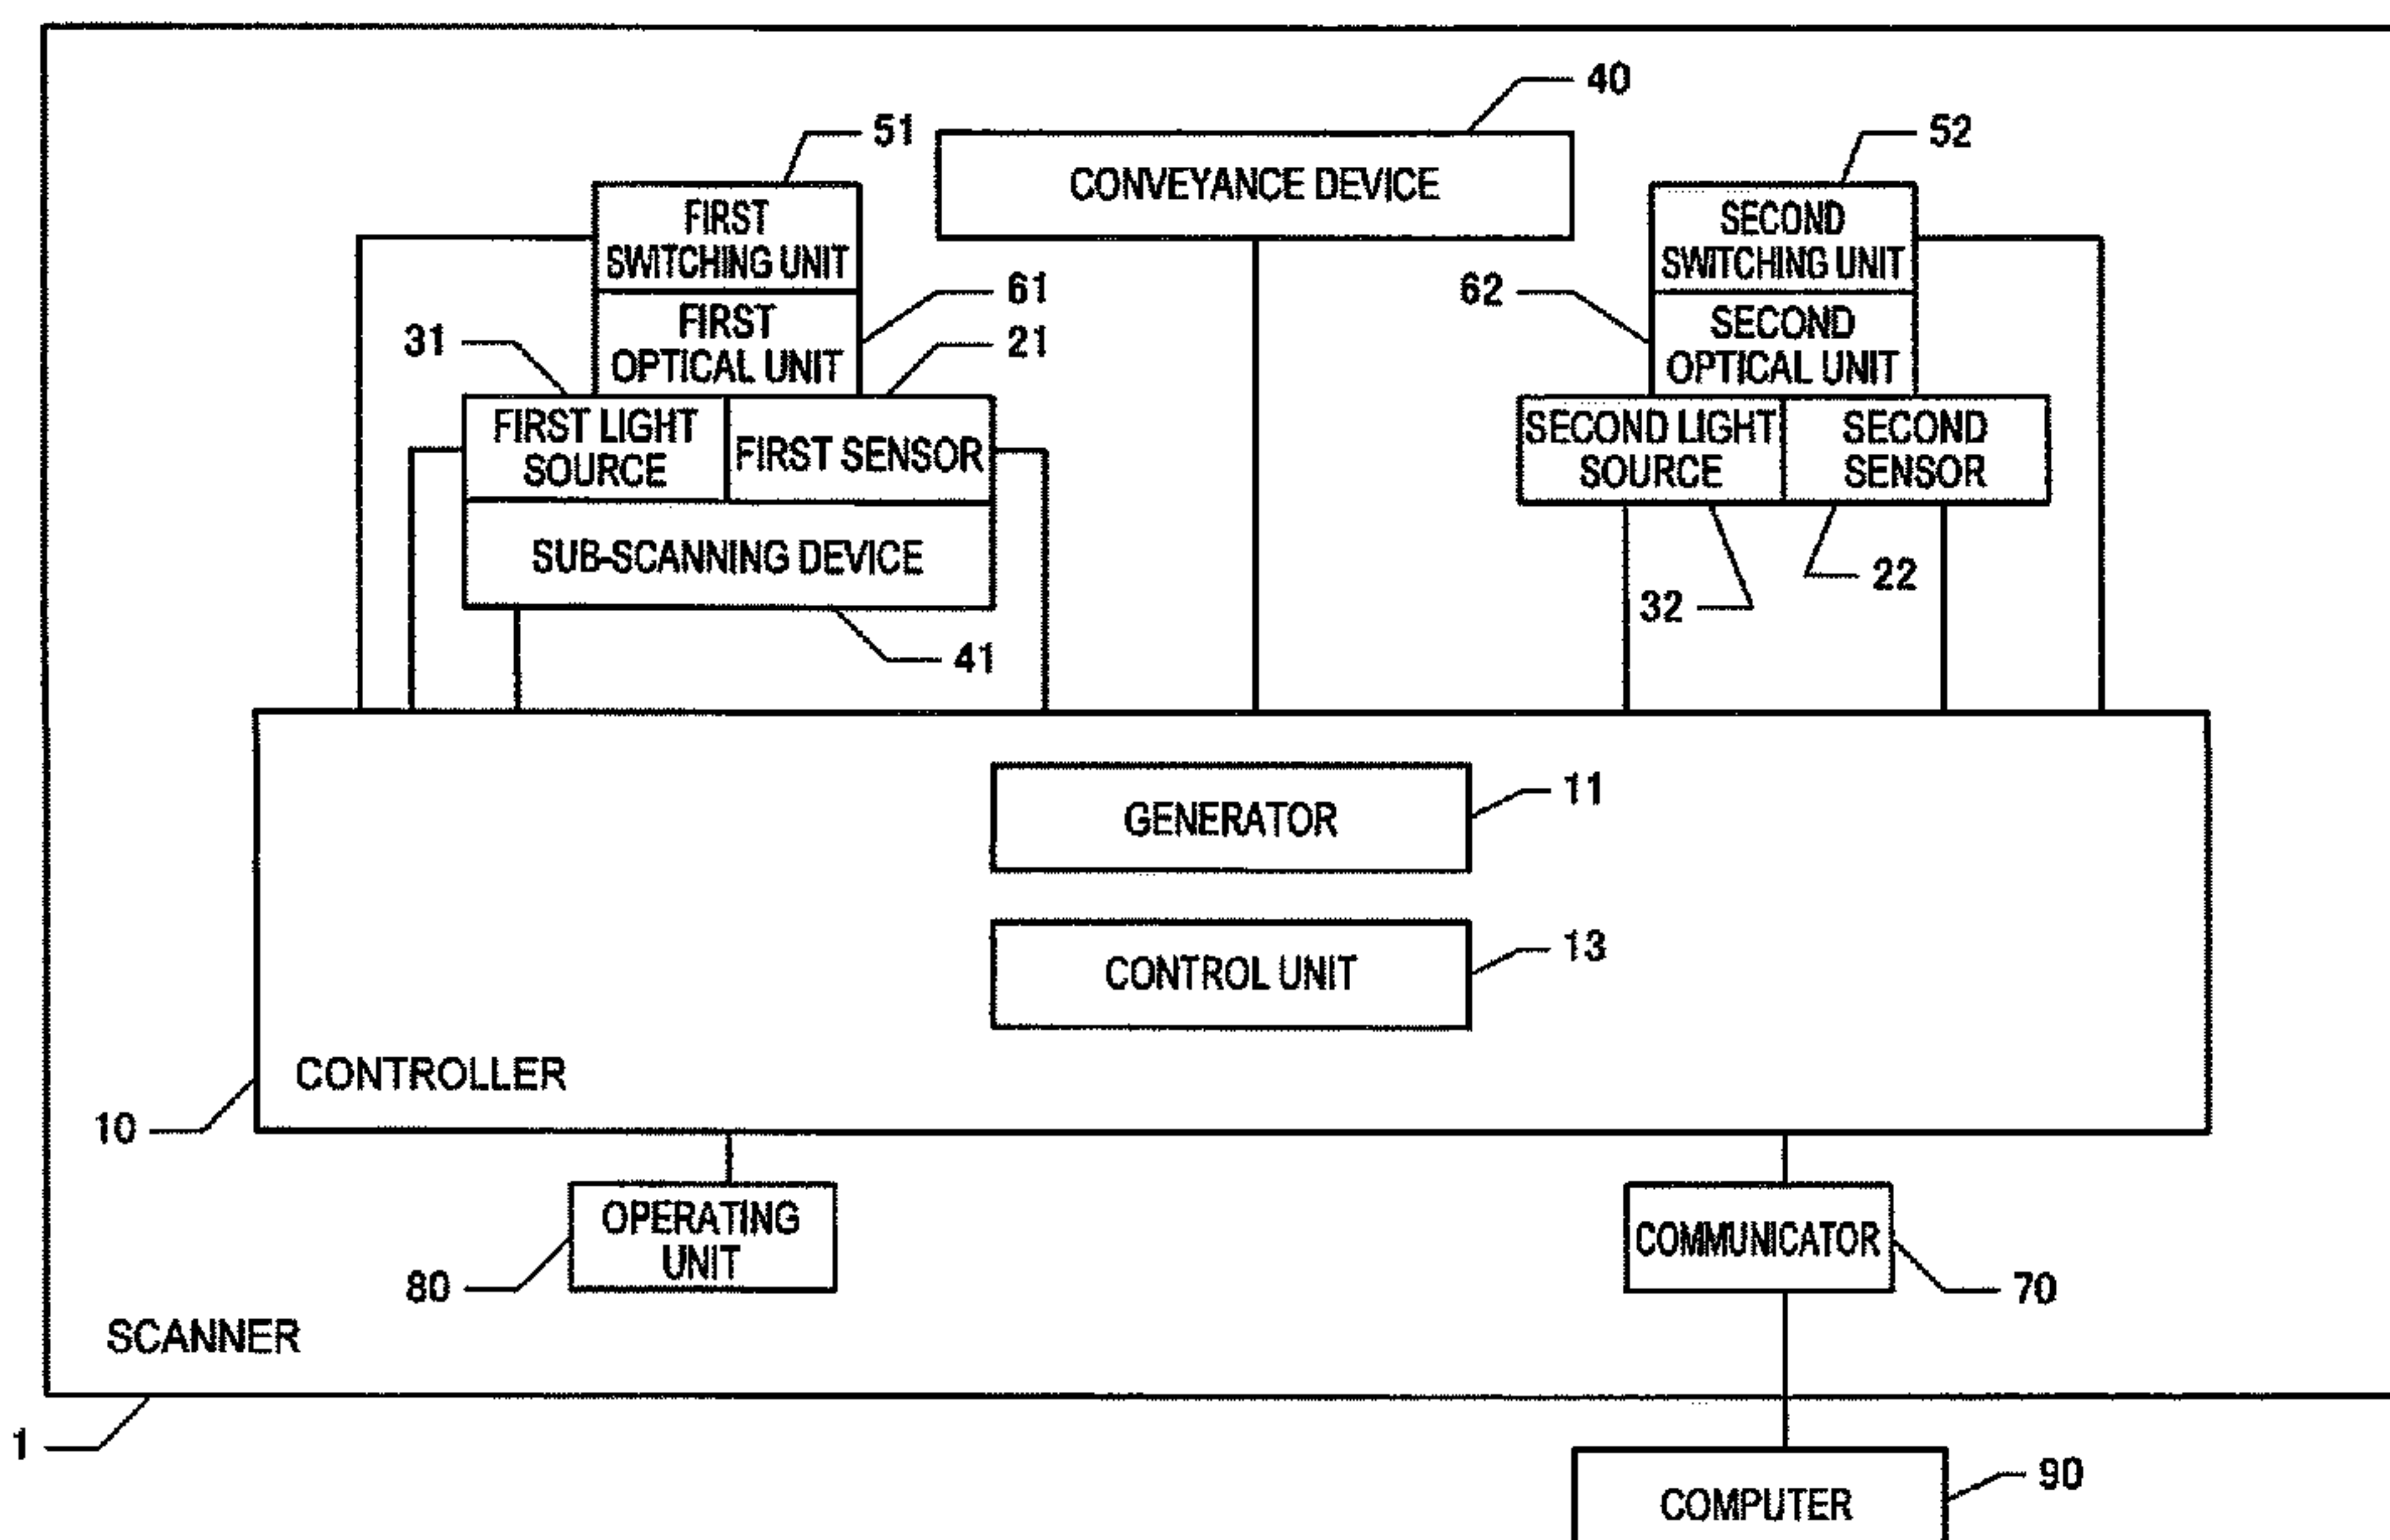 40
51
52
CONVEYANCE DEVICE
FIRST
SWITCHING UNIT
SECOND
SWITCHING UNIT
61
62
FIRST
OPTICAL UNIT
SECOND
OPTICAL UNIT
31
21
FIRST LIGHT
SOURCE
FIRST SENSOR
SECOND LIGHT
SOURCE
SECOND
SENSOR
SUB-SCANNING DEVICE
41
32
22
GENERATOR
11
CONTROL UNIT
13
CONTROLLER
10
OPERATING
UNIT
80
COMMUNICATOR
70
SCANNER
1
COMPUTER
90